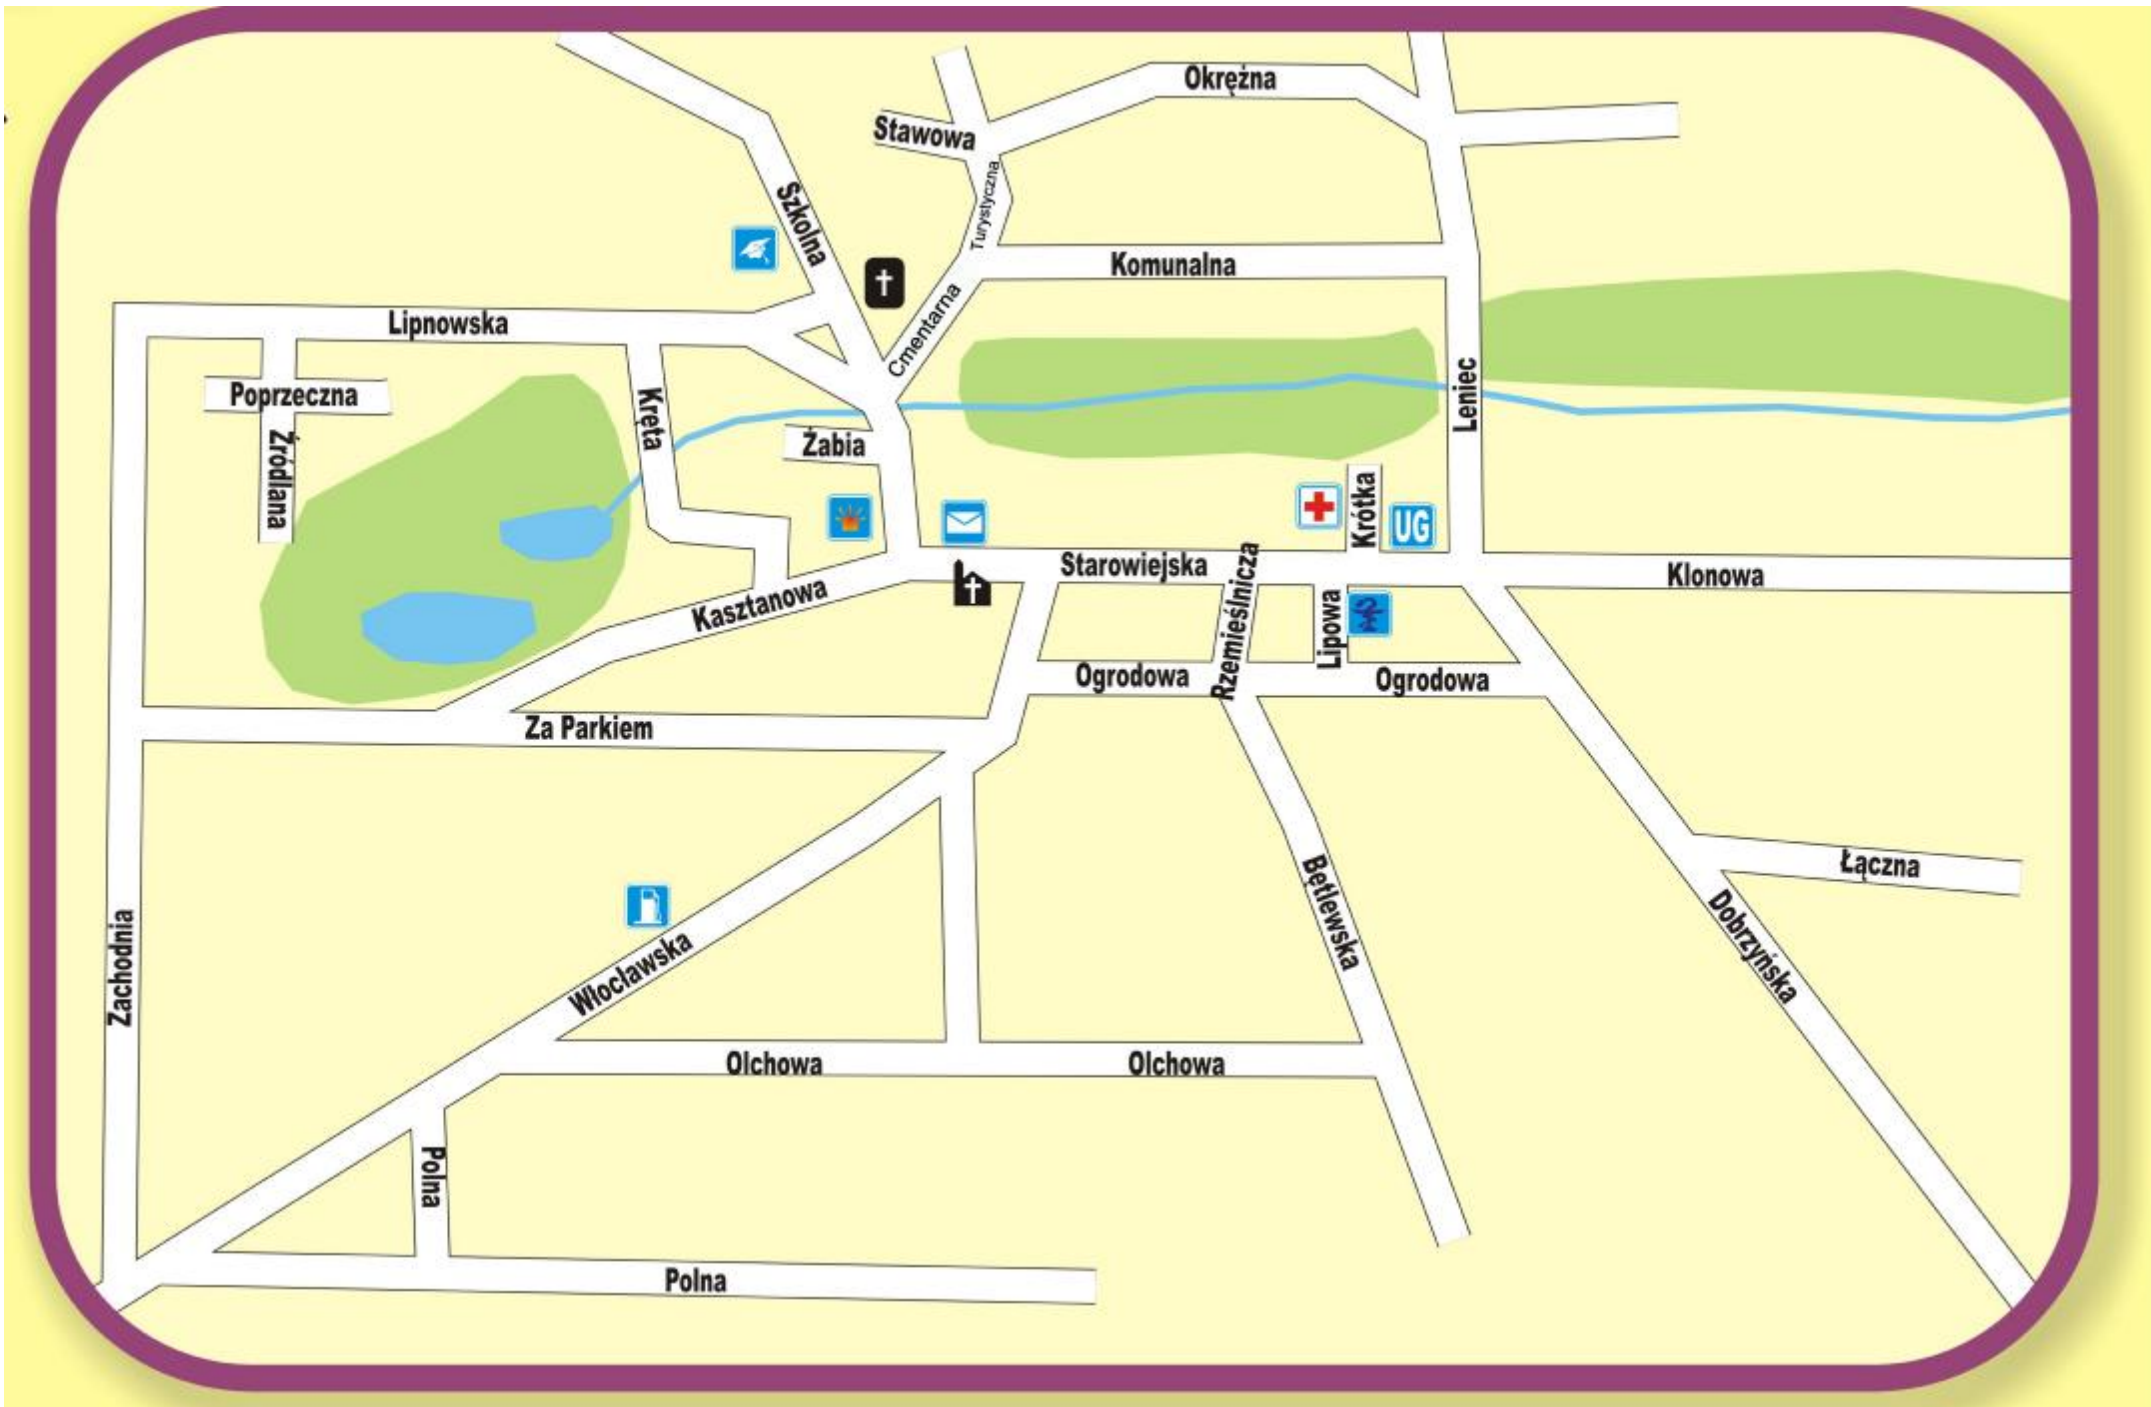 Okrężna
Stawowa
Turystyczna
Szkolna
Komunalna
Cmentarna
Lipnowska
Poprzeczna
Kręta
Leniec
Żabia
Źródlana
Krótka
UG
Starowiejska
Klonowa
Kasztanowa
Rzemieślnicza
Lipowa
Ogrodowa
Ogrodowa
Za Parkiem
Łączna
Bętlewska
Dobrzyńska
Zachodnia
Włocławska
Olchowa
Olchowa
Polna
Polna